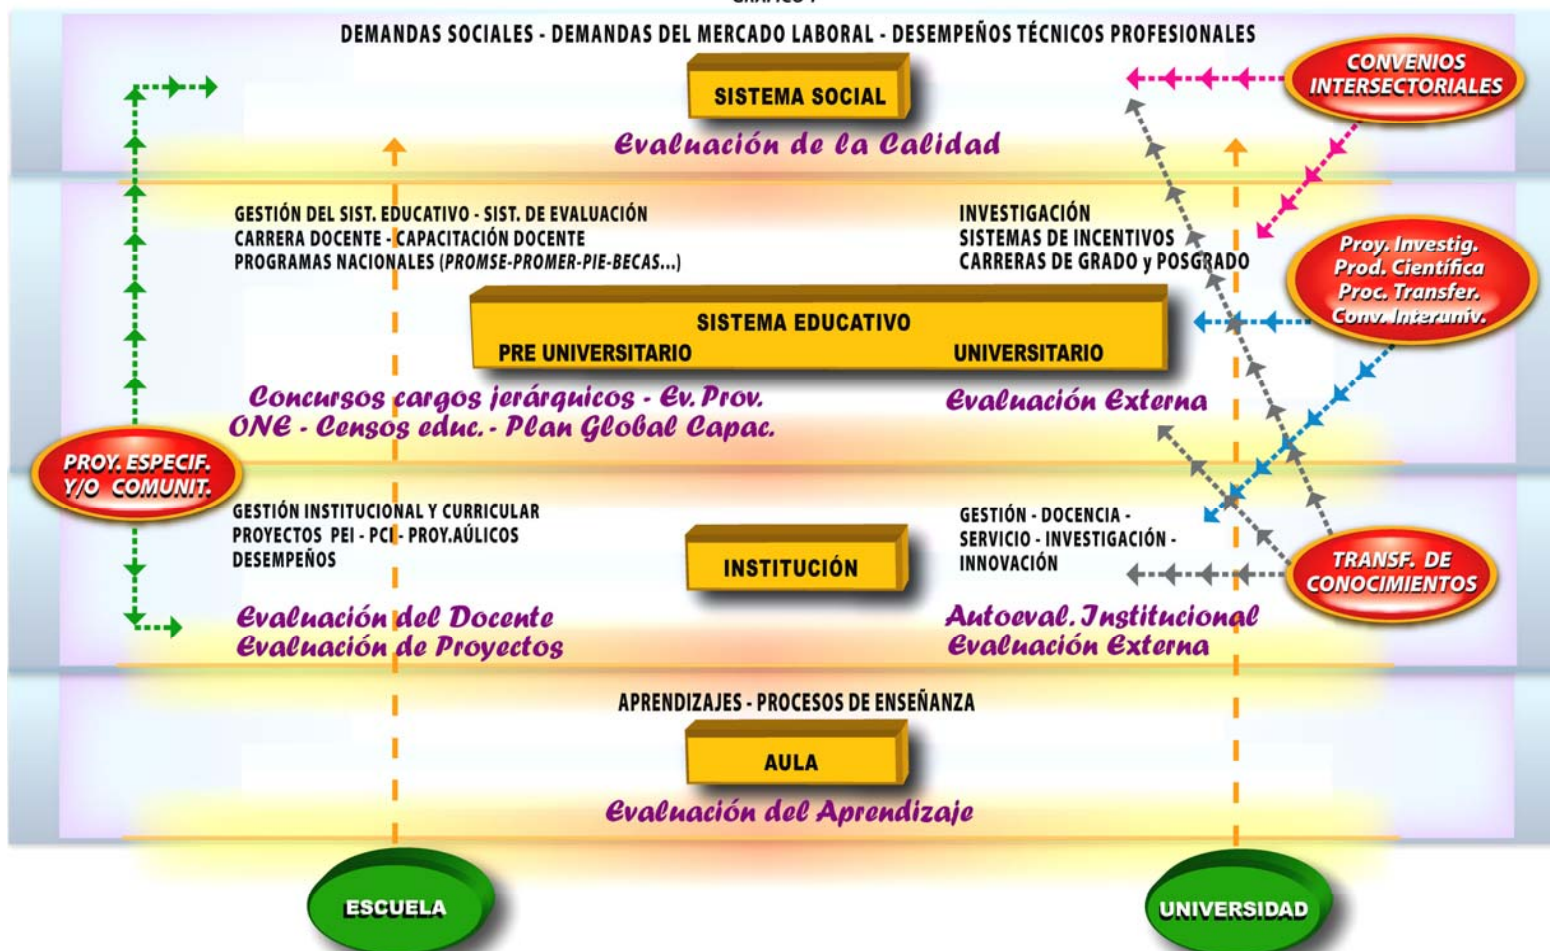 GRÁFICO 1
DEMANDAS SOCIALES - DEMANDAS DEL MERCADO LABORAL - DESEMPEÑOS TÉCNICOS PROFESIONALES
SISTEMA SOCIAL
CONVENIOS
INTERSECTORIALES
Evaluación de la Calidad
GESTIÓN DEL SIST. EDUCATIVO - SIST. DE EVALUACIÓN
CARRERA DOCENTE - CAPACITACIÓN DOCENTE
PROGRAMAS NACIONALES (PROMSE-PROMER-PIE-BECAS...)
INVESTIGACIÓN
SISTEMAS DE INCENTIVOS
CARRERAS DE GRADO y POSGRADO
Proy. Investig.
Prod. Científica
Proc. Transfer.
Conv. Interuniv.
SISTEMA EDUCATIVO
PRE UNIVERSITARIO
UNIVERSITARIO
Concursos cargos jerárquicos - Ev. Prov.
ONE - Censos educ. - Plan Global Capac.
Evaluación Externa
PROY. ESPECIF.
Y/O COMUNIT.
GESTIÓN INSTITUCIONAL Y CURRICULAR
PROYECTOS PEI - PCI - PROY.AÚLICOS
DESEMPEÑOS
INSTITUCIÓN
GESTIÓN - DOCENCIA -
SERVICIO - INVESTIGACIÓN -
INNOVACIÓN
TRANSF. DE
CONOCIMIENTOS
Evaluación del Docente
Evaluación de Proyectos
Autoeval. Institucional
Evaluación Externa
APRENDIZAJES - PROCESOS DE ENSEÑANZA
AULA
Evaluación del Aprendizaje
ESCUELA
UNIVERSIDAD